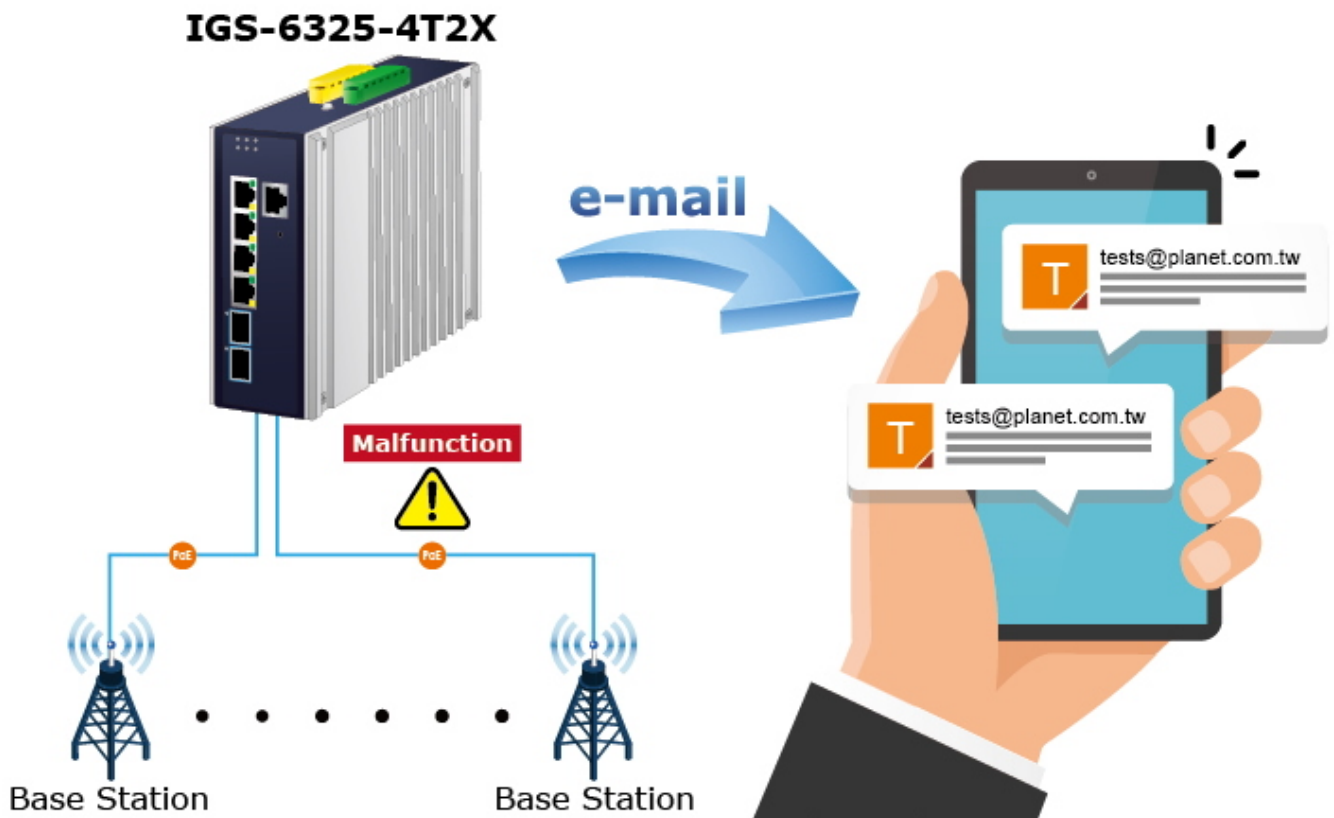 IGS-6325-4T2X
e-mail
T
tests@planet.com.tw
T
tests@planet.com.tw
Malfunction
!
PoE
PoE
Base Station
Base Station